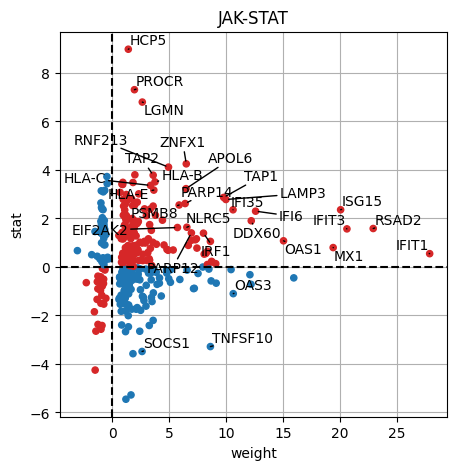 JAK-STAT
HCP5
PROCR
LGMN
RNF213
ZNFX1
TAP2
APOL6
HLA-C
HLA-B
TAP1
HLA-E
PARP14
LAMP3
IFI35
PSMB8
NLRC5
IFI6
IFIT3
ISG15
RSAD2
EIF2AK2
DDX60
IRF1
OAS1
MX1
IFIT1
PARP12
OAS3
SOCS1
TNFSF10
8
6
4
2
0
−2
−4
−6
stat
0 5 10 15 20 25
weight